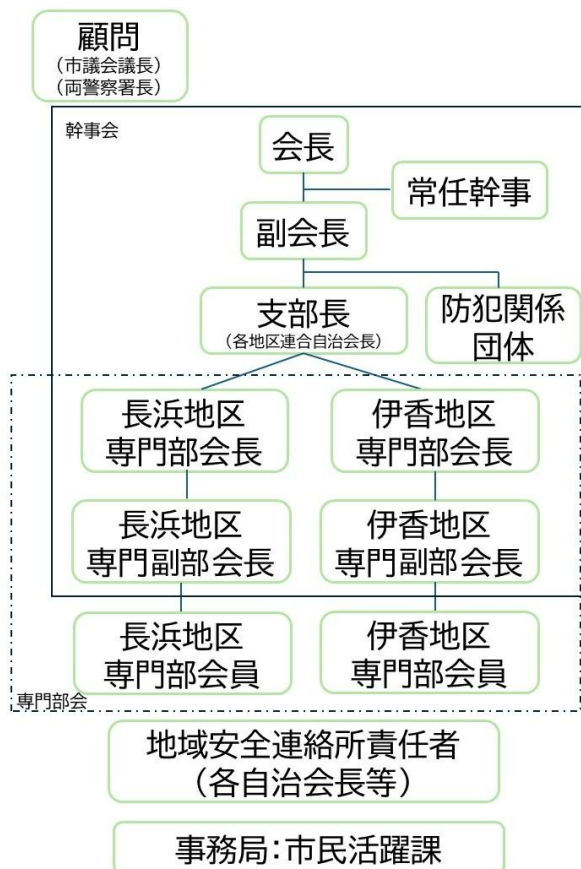 顧問
（市議会議長）
（両警察署長）
幹事会
会長
常任幹事
副会長
支部長
（各地区連合自治会長）
防犯関係
団体
長浜地区
専門部会長
伊香地区
専門部会長
長浜地区
専門副部会長
伊香地区
専門副部会長
長浜地区
専門部会員
伊香地区
専門部会員
専門部会
地域安全連絡所責任者
（各自治会長等）
事務局：市民活躍課